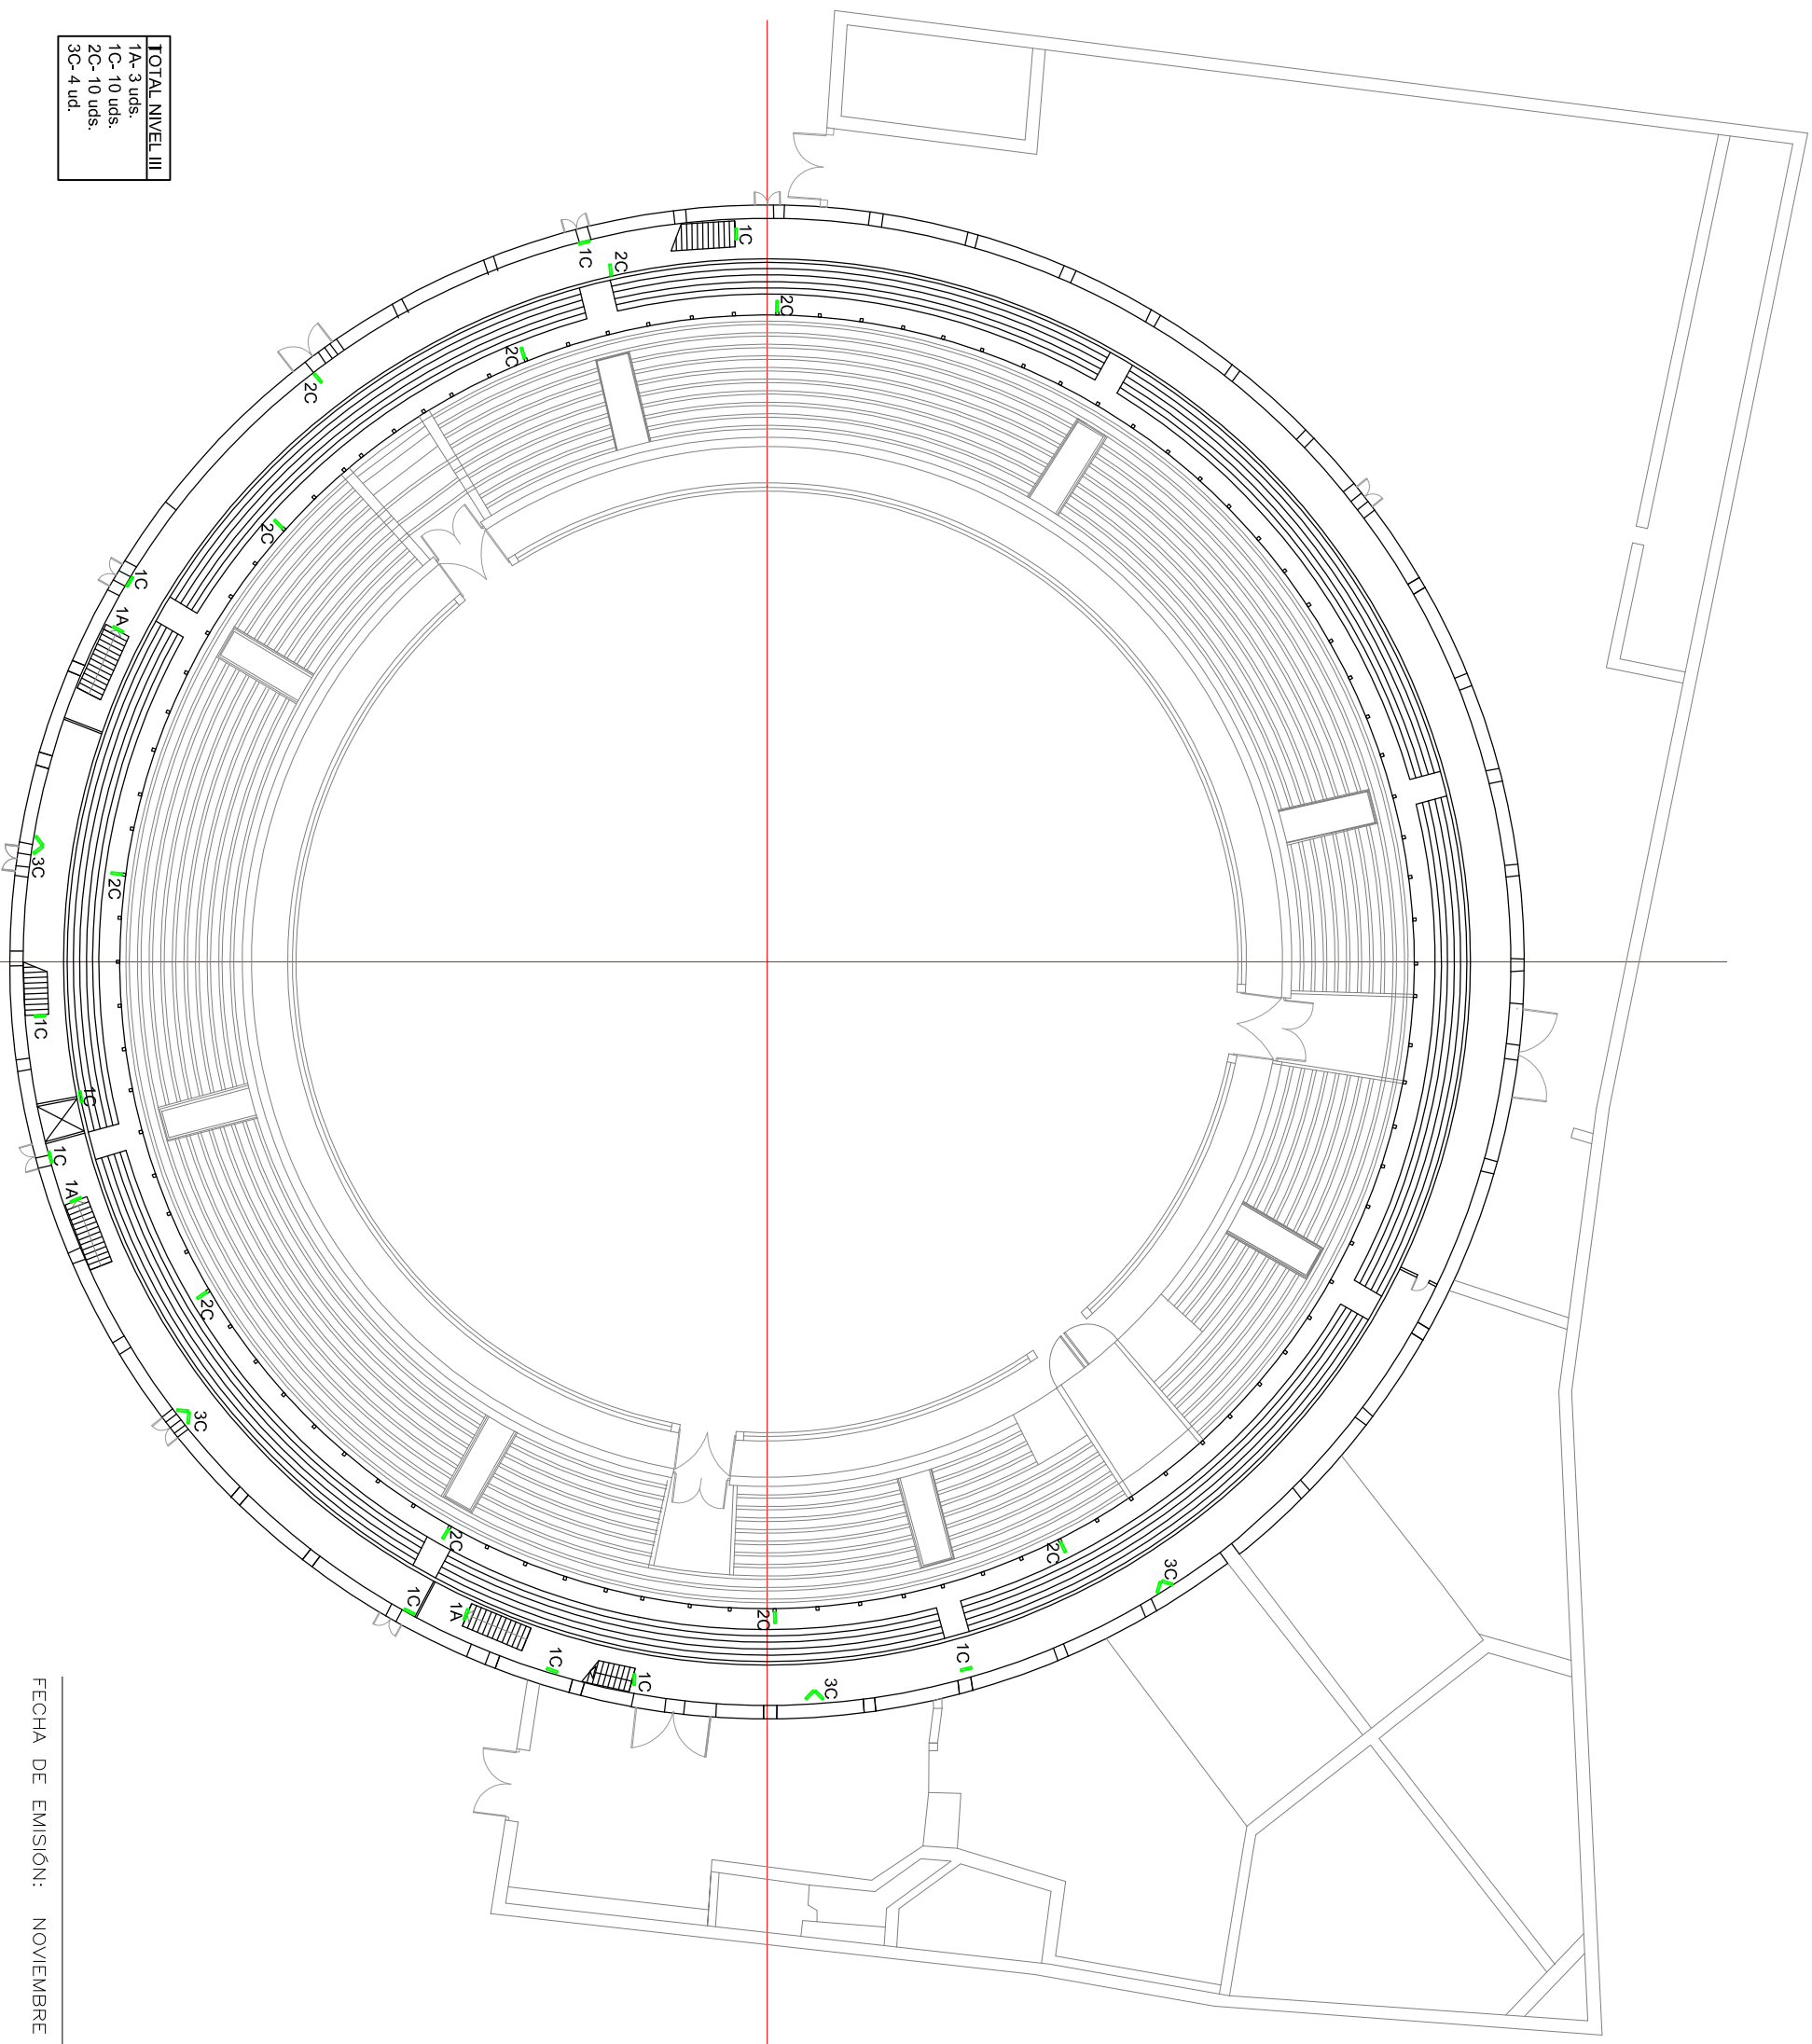 TOTAL NIVEL III
1A- 3 uds.
1C- 10 uds.
2C- 10 uds.
3C- 4 ud.
1C
1C
2C
2C
2C
2C
2C
1C
1A
3C
2C
1C
1C
1C
1A
2C
3C
2C
1C
1A
1C
1C
2C
3C
1C
2C
3C
FECHA DE EMISIÓN: NOVIEMBRE